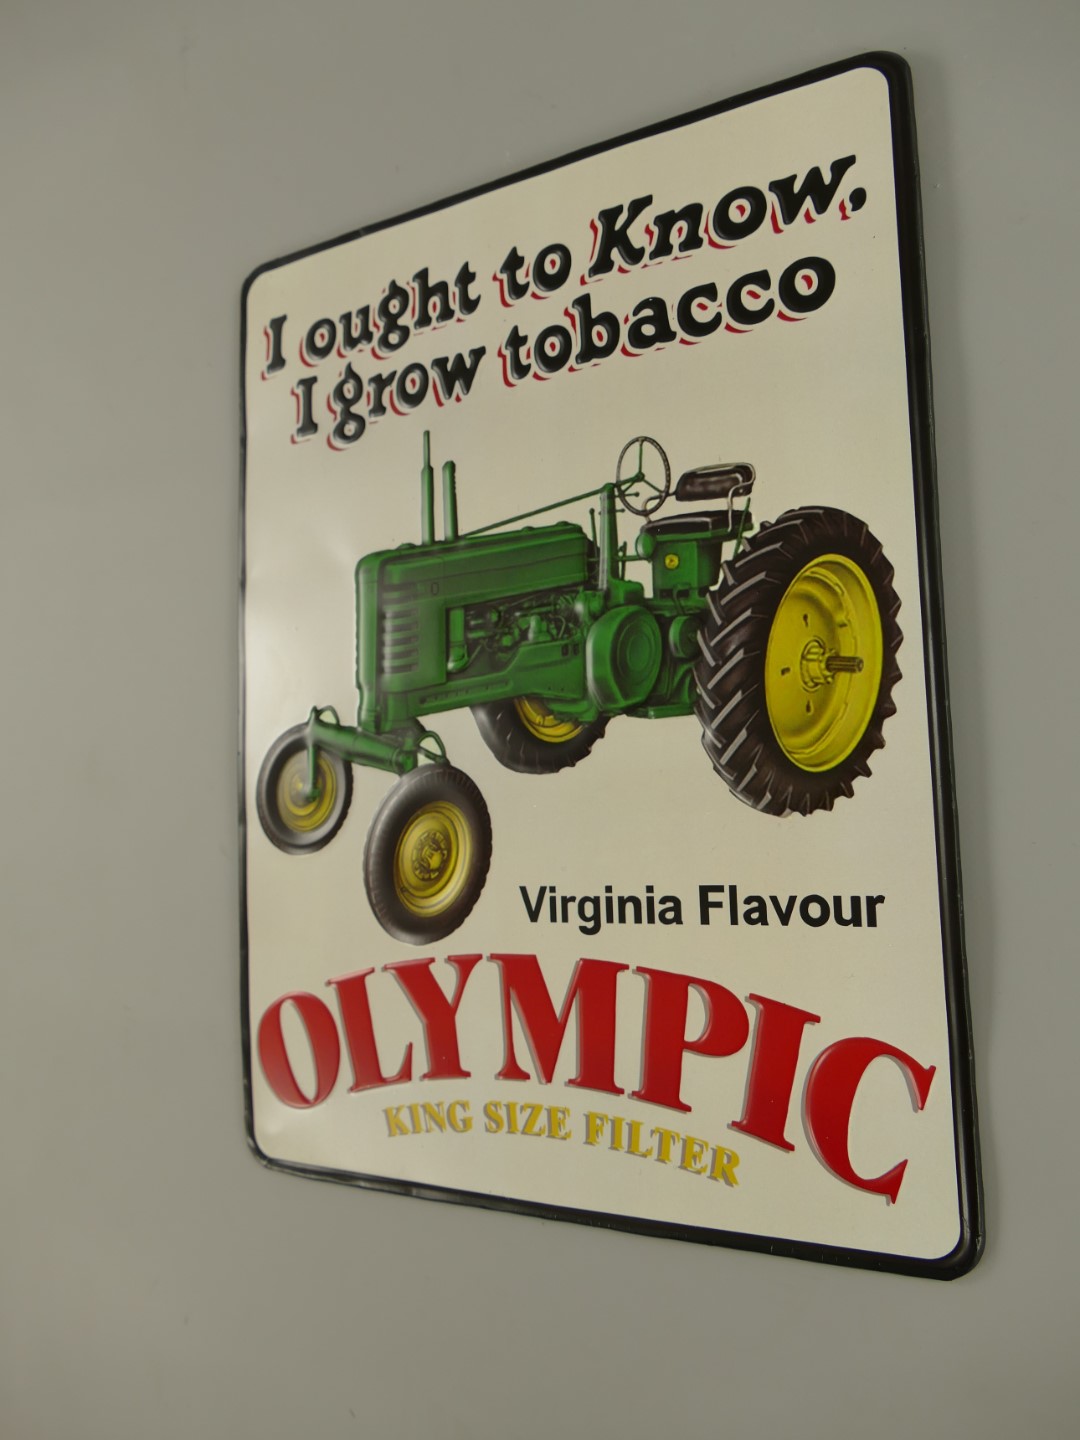 I ought to Know.
I grow tobacco
Virginia Flavour
OLYMPIC
KING SIZE FILTER